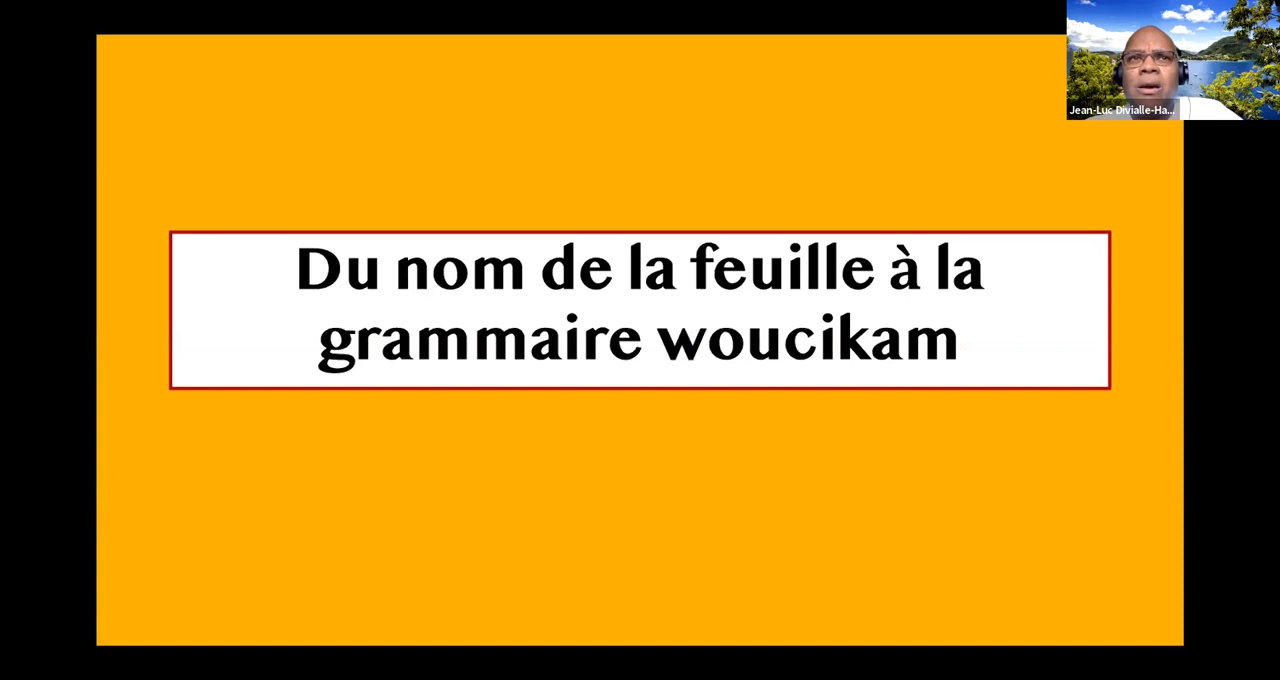 Jean-Luc Divialle-Ha...
Du nom de la feuille à la
grammaire woucikam